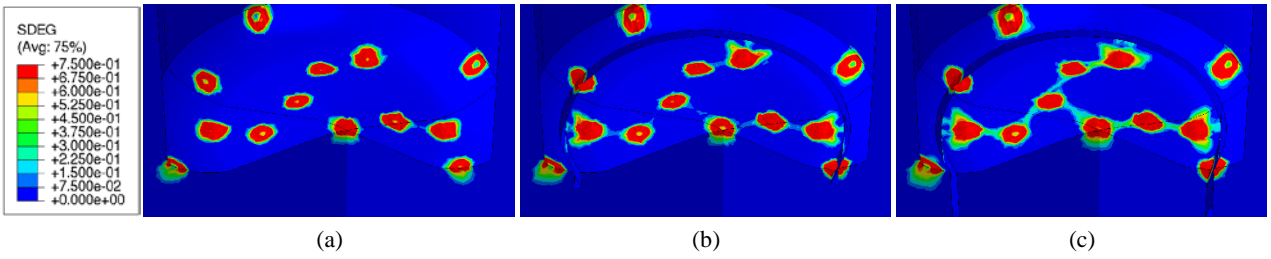 SDEG
(Avg: 75%)
+7.500e-01
+6.750e-01
+6.000e-01
+5.250e-01
+4.500e-01
+3.750e-01
+3.000e-01
+2.250e-01
+1.500e-01
+7.500e-02
+0.000e+00
(a)
(b)
(c)